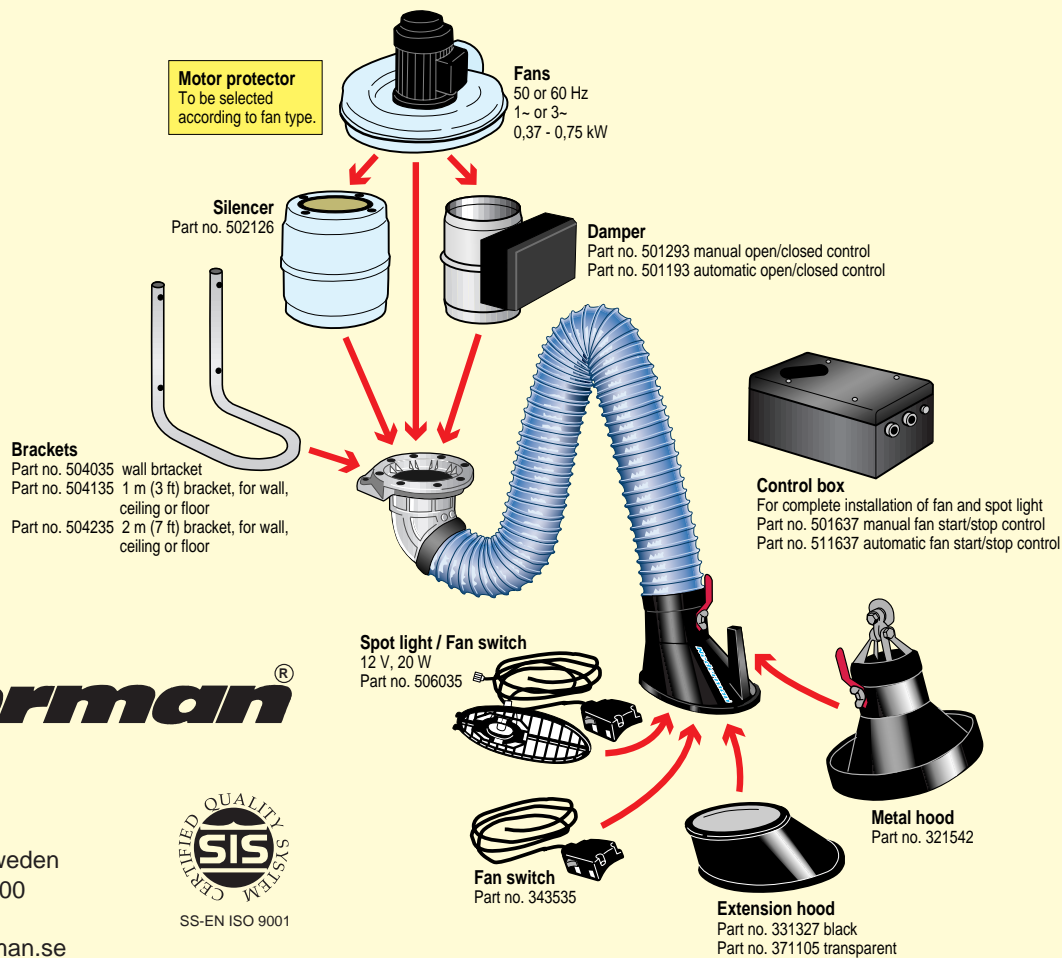 Motor protector
To be selected
according to fan type.
Fans
50 or 60 Hz
1~ or 3~
0,37 - 0,75 kW
Silencer
Part no. 502126
Damper
Part no. 501293 manual open/closed control
Part no. 501193 automatic open/closed control
Brackets
Part no. 504035 wall brtacket
Part no. 504135 1 m (3 ft) bracket, for wall,
ceiling or floor
Part no. 504235 2 m (7 ft) bracket, for wall,
ceiling or floor
Control box
For complete installation of fan and spot light
Part no. 501637 manual fan start/stop control
Part no. 511637 automatic fan start/stop control
Spot light / Fan switch
12 V, 20 W
Part no. 506035
Metal hood
Part no. 321542
Fan switch
Part no. 343535
Extension hood
Part no. 331327 black
Part no. 371105 transparent
erman®
CERTIFIED QUALITY SYSTEM
SIS
SS-EN ISO 9001
weden
00
nan.se